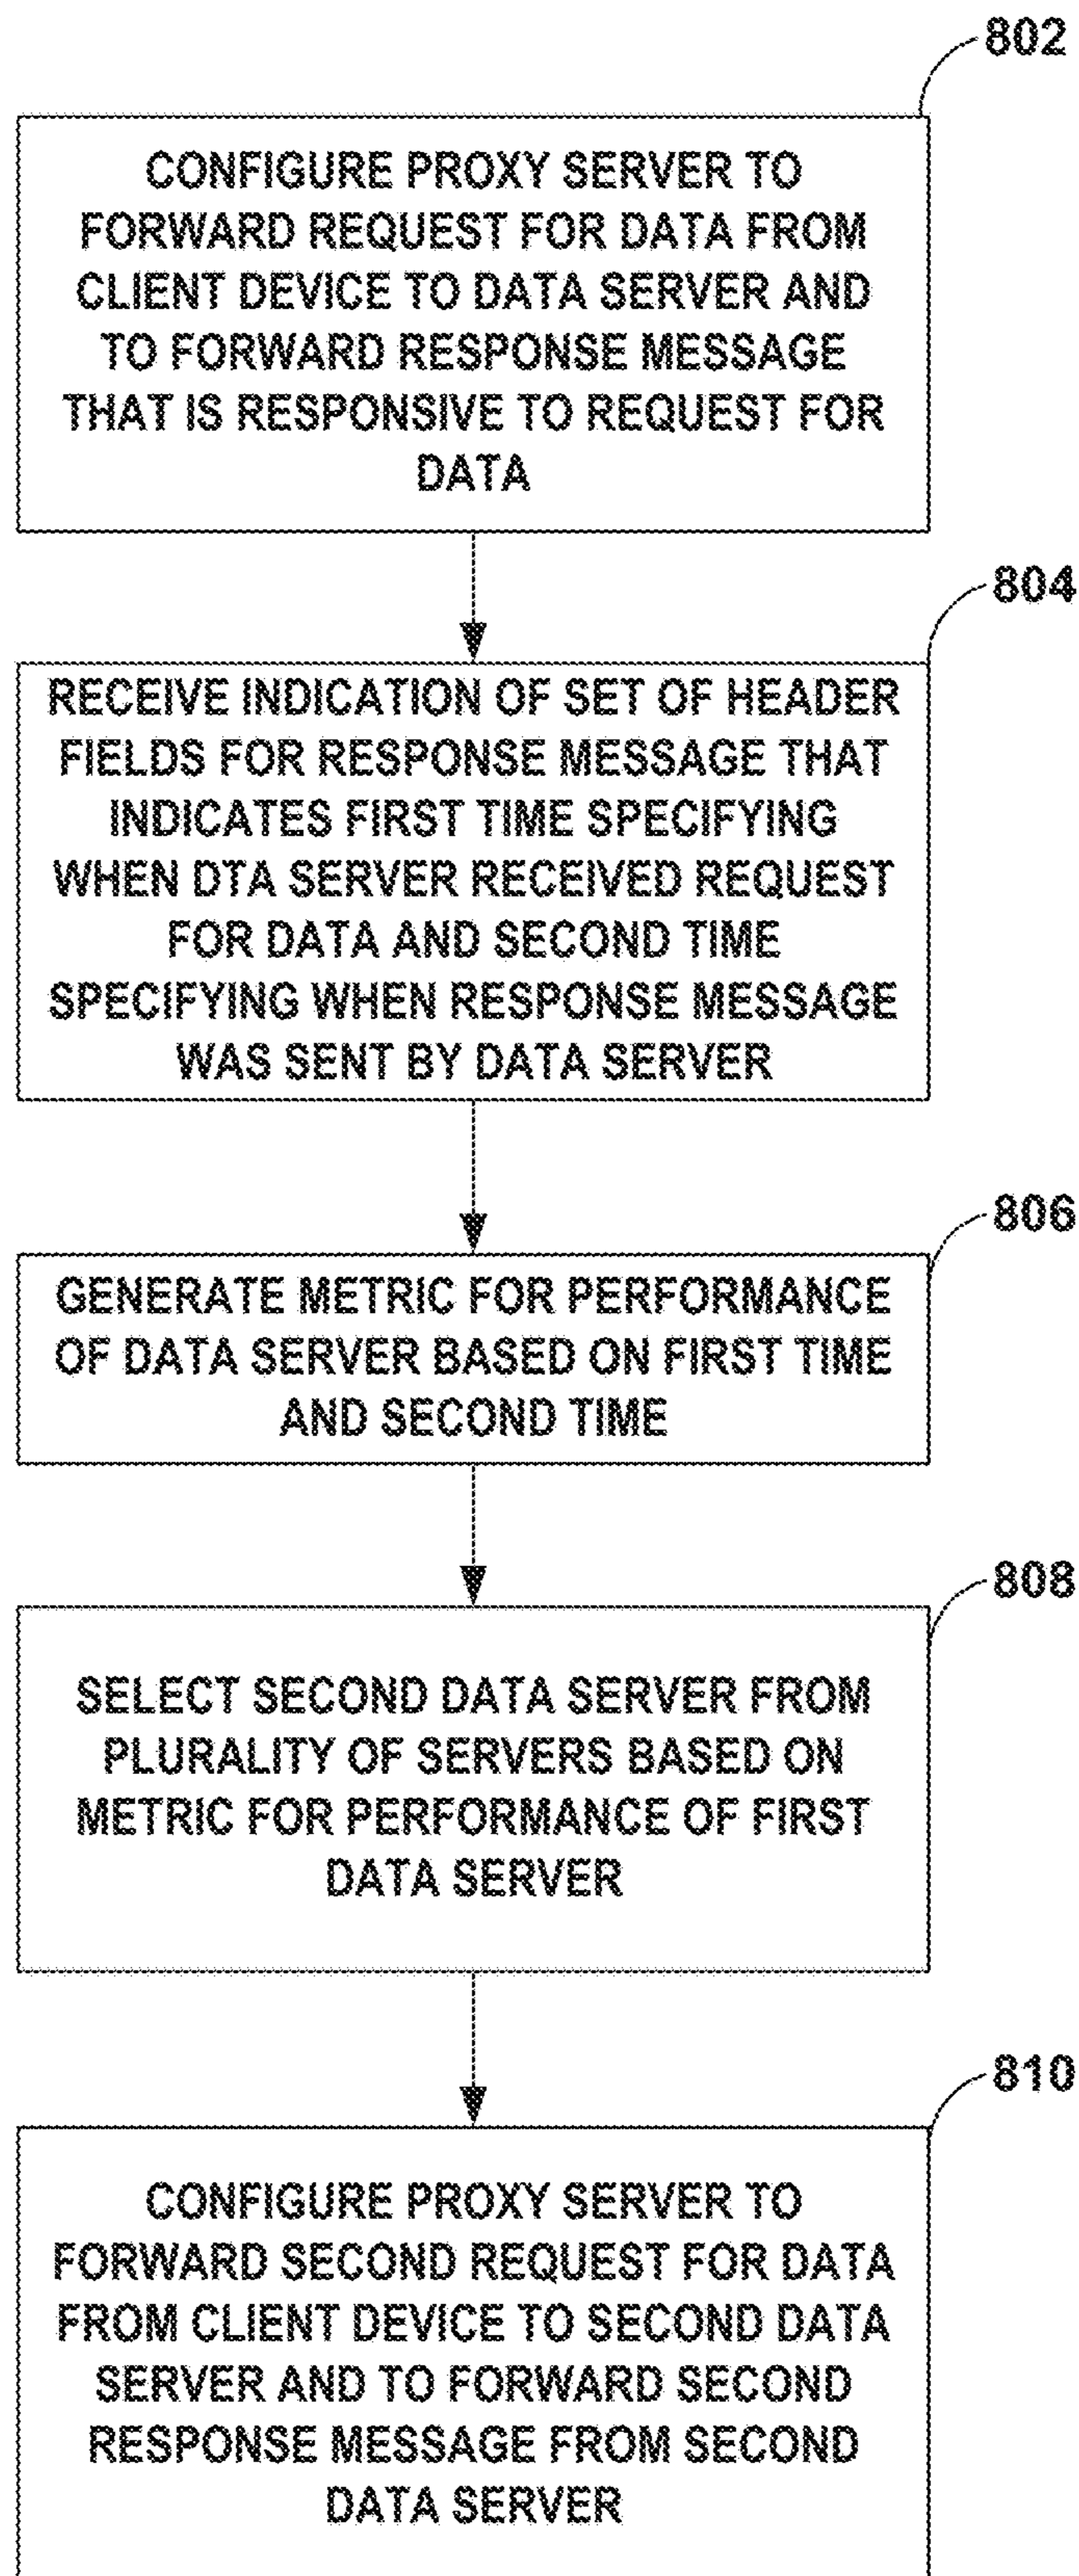 802
CONFIGURE PROXY SERVER TO
FORWARD REQUEST FOR DATA FROM
CLIENT DEVICE TO DATA SERVER AND
TO FORWARD RESPONSE MESSAGE
THAT IS RESPONSIVE TO REQUEST FOR
DATA
804
RECEIVE INDICATION OF SET OF HEADER
FIELDS FOR RESPONSE MESSAGE THAT
INDICATES FIRST TIME SPECIFYING
WHEN DTA SERVER RECEIVED REQUEST
FOR DATA AND SECOND TIME
SPECIFYING WHEN RESPONSE MESSAGE
WAS SENT BY DATA SERVER
806
GENERATE METRIC FOR PERFORMANCE
OF DATA SERVER BASED ON FIRST TIME
AND SECOND TIME
808
SELECT SECOND DATA SERVER FROM
PLURALITY OF SERVERS BASED ON
METRIC FOR PERFORMANCE OF FIRST
DATA SERVER
810
CONFIGURE PROXY SERVER TO
FORWARD SECOND REQUEST FOR DATA
FROM CLIENT DEVICE TO SECOND DATA
SERVER AND TO FORWARD SECOND
RESPONSE MESSAGE FROM SECOND
DATA SERVER